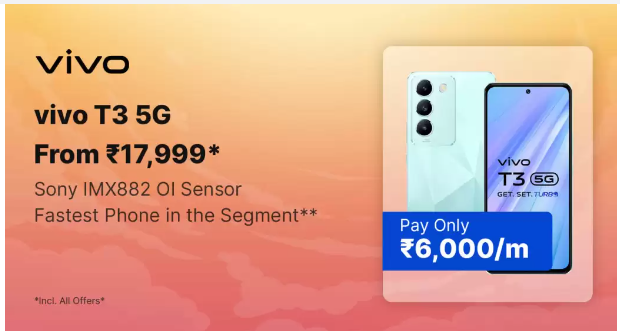 vivo
vivo T3 5G
From ₹17,999*
Sony IMX882 OI Sensor
Fastest Phone in the Segment**
*Incl. All Offers*
vivo
T3 5G
GET. SET. TURBO
Pay Only
₹6,000/m